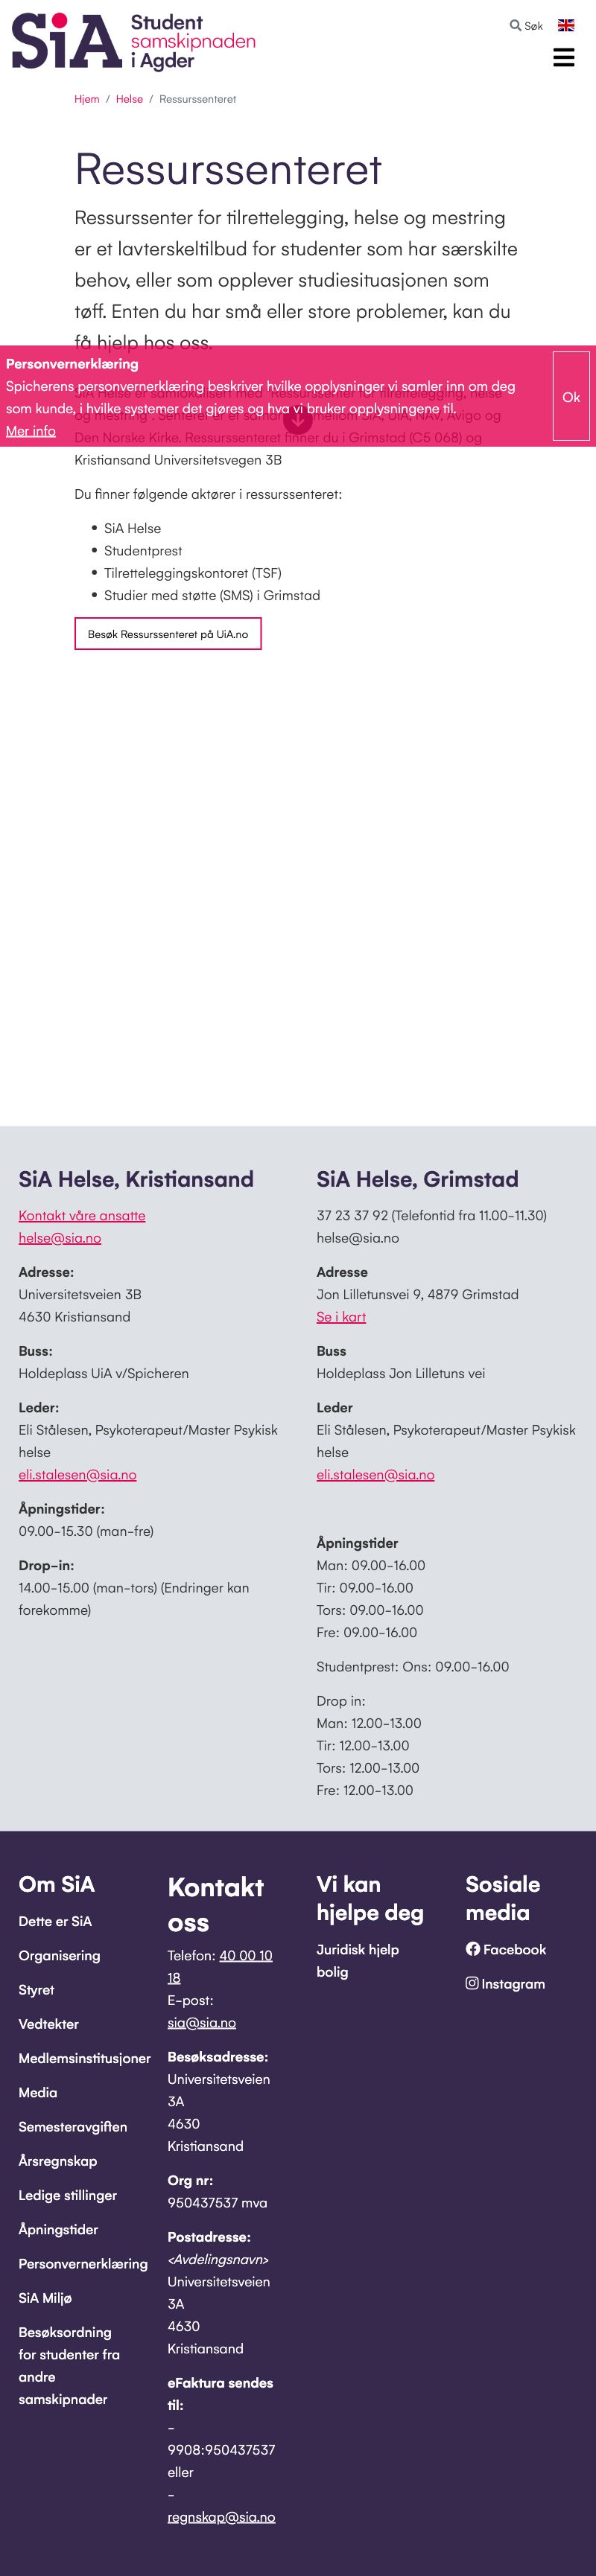 SiA Student
samskipnaden
i Agder
Søk
Hjem / Helse / Ressurssenteret
Ressurssenteret
Ressurssenter for tilrettelegging, helse og mestring
er et lavterskeltilbud for studenter som har særskilte
behov, eller som opplever studiesituasjonen som
tøff. Enten du har små eller store problemer, kan du
få hjelp hos oss.
Personvernerklæring
Spicherens personvernerklæring beskriver hvilke opplysninger vi samler inn om deg
som kunde, i hvilke systemer det gjøres og hva vi bruker opplysningene til.
Mer info
Ok
SiA Helse er samlokalisert med "Ressurssenter for tilrettelegging, helse
og mestring". Senteret er et samarbeid mellom SiA, UiA, NAV, Avigo og
Den Norske Kirke. Ressurssenteret finner du i Grimstad (C5 068) og
Kristiansand Universitetsvegen 3B
Du finner følgende aktører i ressurssenteret:
SiA Helse
Studentprest
Tilretteleggingskontoret (TSF)
Studier med støtte (SMS) i Grimstad
Besøk Ressurssenteret på UiA.no
SiA Helse, Kristiansand
Kontakt våre ansatte
helse@sia.no
Adresse:
Universitetsveien 3B
4630 Kristiansand
Buss:
Holdeplass UiA v/Spicheren
Leder:
Eli Stålesen, Psykoterapeut/Master Psykisk
helse
eli.stalesen@sia.no
Åpningstider:
09.00-15.30 (man-fre)
Drop-in:
14.00-15.00 (man-tors) (Endringer kan
forekomme)
SiA Helse, Grimstad
37 23 37 92 (Telefontid fra 11.00-11.30)
helse@sia.no
Adresse
Jon Lilletunsvei 9, 4879 Grimstad
Se i kart
Buss
Holdeplass Jon Lilletuns vei
Leder
Eli Stålesen, Psykoterapeut/Master Psykisk
helse
eli.stalesen@sia.no
Åpningstider
Man: 09.00-16.00
Tir: 09.00-16.00
Tors: 09.00-16.00
Fre: 09.00-16.00
Studentprest: Ons: 09.00-16.00
Drop in:
Man: 12.00-13.00
Tir: 12.00-13.00
Tors: 12.00-13.00
Fre: 12.00-13.00
Om SiA
Dette er SiA
Organisering
Styret
Vedtekter
Medlemsinstitusjoner
Media
Semesteravgiften
Årsregnskap
Ledige stillinger
Åpningstider
Personvernerklæring
SiA Miljø
Besøksordning
for studenter fra
andre
samskipnader
Kontakt
oss
Telefon: 40 00 10
18
E-post:
sia@sia.no
Besøksadresse:
Universitetsveien
3A
4630
Kristiansand
Org nr:
950437537 mva
Postadresse:
<Avdelingsnavn>
Universitetsveien
3A
4630
Kristiansand
eFaktura sendes
til:
-
9908:950437537
eller
-
regnskap@sia.no
Vi kan
hjelpe deg
Juridisk hjelp
bolig
Sosiale
media
Facebook
Instagram